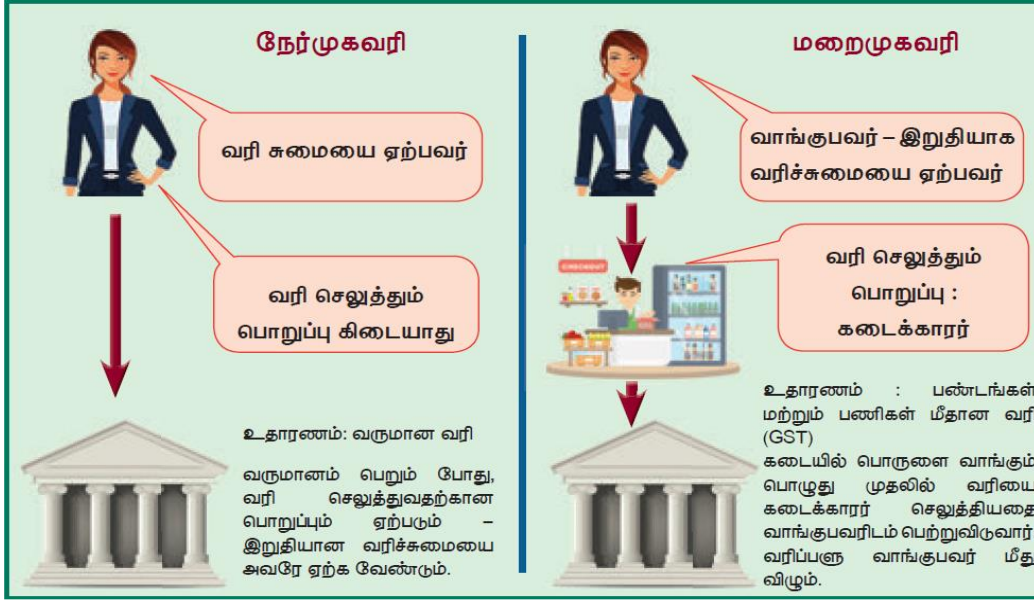 நேர்முகவரி
வரி சுமையை ஏற்பவர்
வரி செலுத்தும்
பொறுப்பு கிடையாது
உதாரணம்: வருமான வரி
வருமானம் பெறும் போது,
வரி செலுத்துவதற்கான
பொறுப்பும் ஏற்படும் –
இறுதியான வரிச்சுமையை
அவரே ஏற்க வேண்டும்.
மறைமுகவரி
வாங்குபவர் – இறுதியாக
வரிச்சுமையை ஏற்பவர்
CHECKOUT
வரி செலுத்தும்
பொறுப்பு :
கடைக்காரர்
உதாரணம் : பண்டங்கள்
மற்றும் பணிகள் மீதான வரி
(GST)
கடையில் பொருளை வாங்கும்
பொழுது முதலில் வரியை
கடைக்காரர் செலுத்தியதை
வாங்குபவரிடம் பெற்றுவிடுவார்
வரிப்பளு வாங்குபவர் மீது
விழும்.